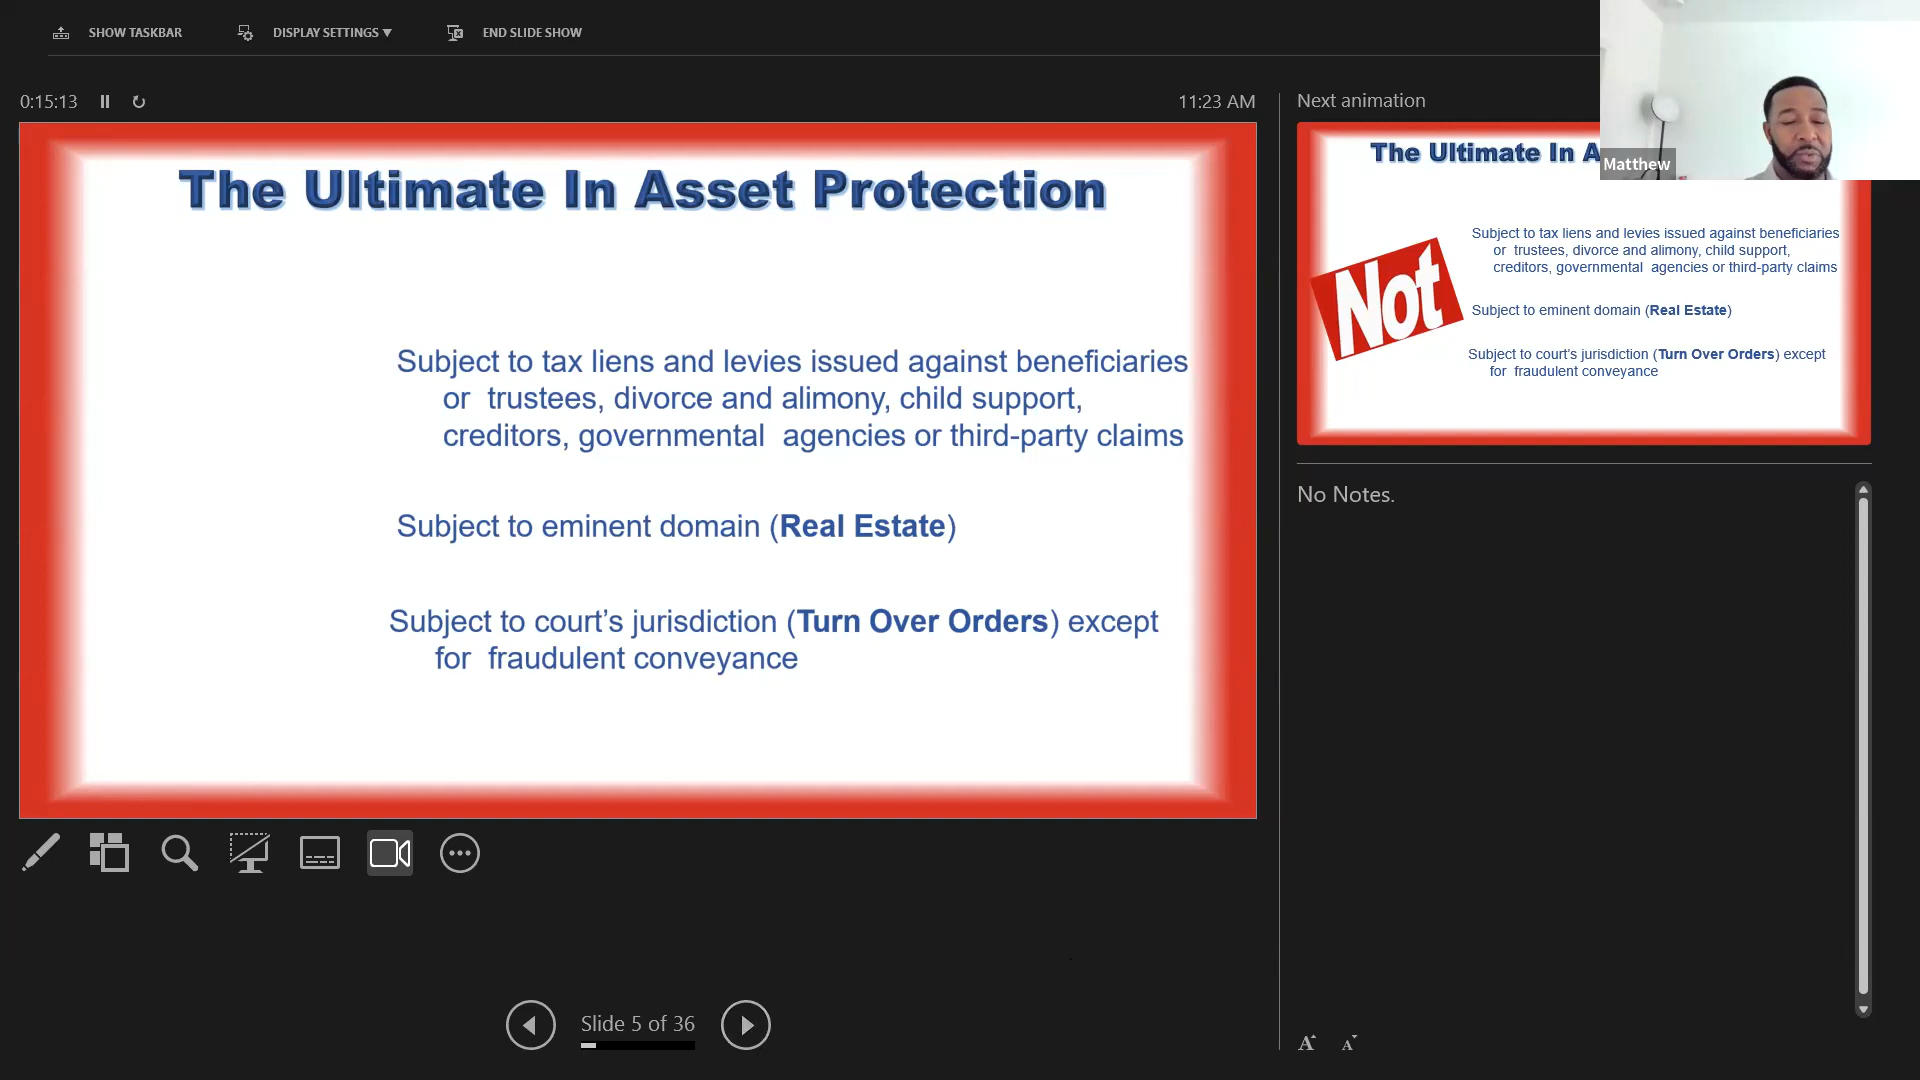 SHOW TASKBAR
DISPLAY SETTINGS ▼
END SLIDE SHOW
0:15:13
11:23 AM
The Ultimate In Asset Protection
Subject to tax liens and levies issued against beneficiaries
or trustees, divorce and alimony, child support,
creditors, governmental agencies or third-party claims
Subject to eminent domain (Real Estate)
Subject to court's jurisdiction (Turn Over Orders) except
for fraudulent conveyance
Slide 5 of 36
Next animation
The Ultimate In A
Matthew
Not
Subject to tax liens and levies issued against beneficiaries
or trustees, divorce and alimony, child support,
creditors, governmental agencies or third-party claims
Subject to eminent domain (Real Estate)
Subject to court's jurisdiction (Turn Over Orders) except
for fraudulent conveyance
No Notes.
A A